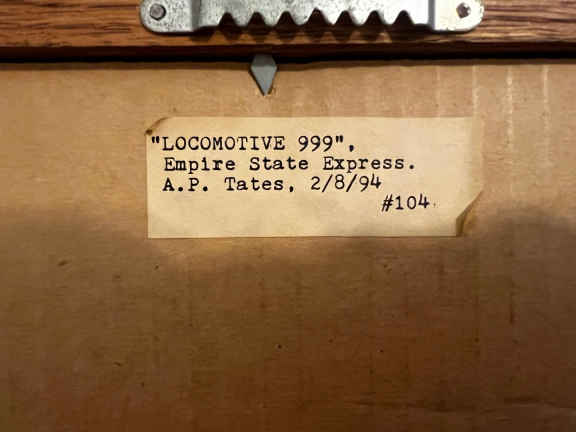 "LOCOMOTIVE 999",
Empire State Express.
A.P. Tates, 2/8/94
#104.